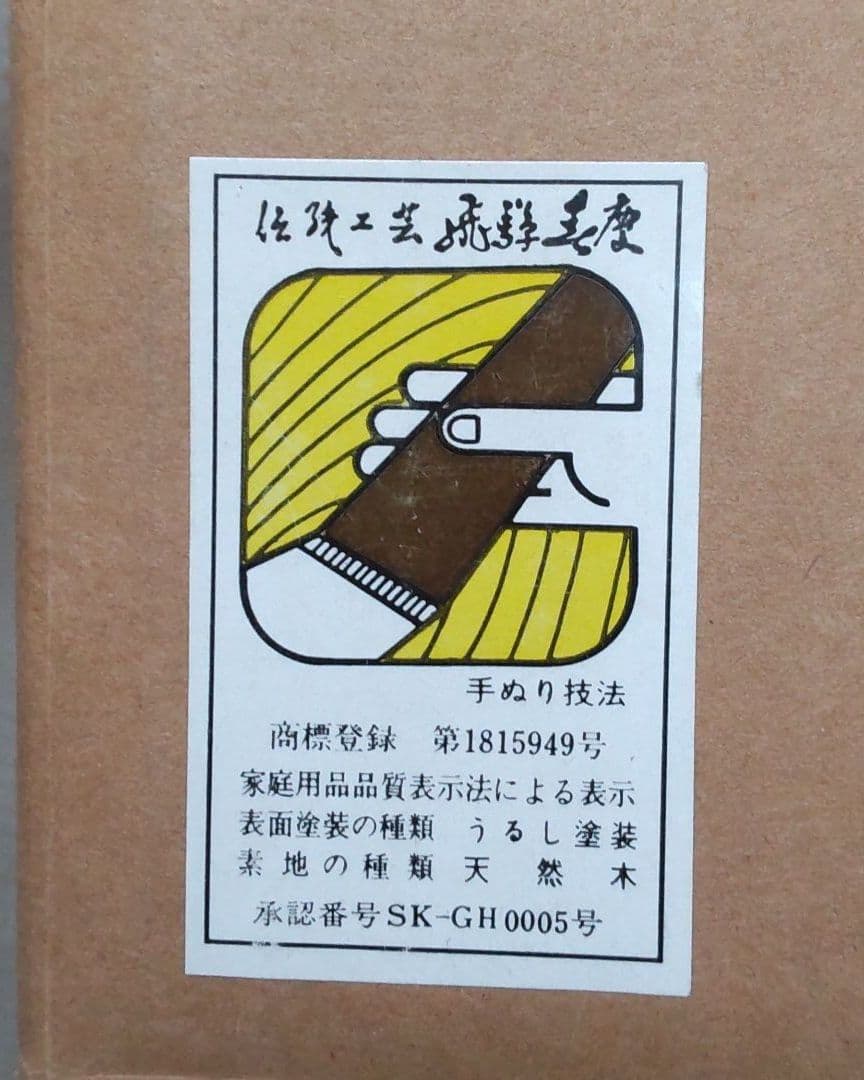 伝統工芸 飛騨春慶
手ぬり技法
商標登録 第1815949号
家庭用品品質表示法による表示
表面塗装の種類 うるし塗装
素地の種類 天然木
承認番号SK-GH0005号